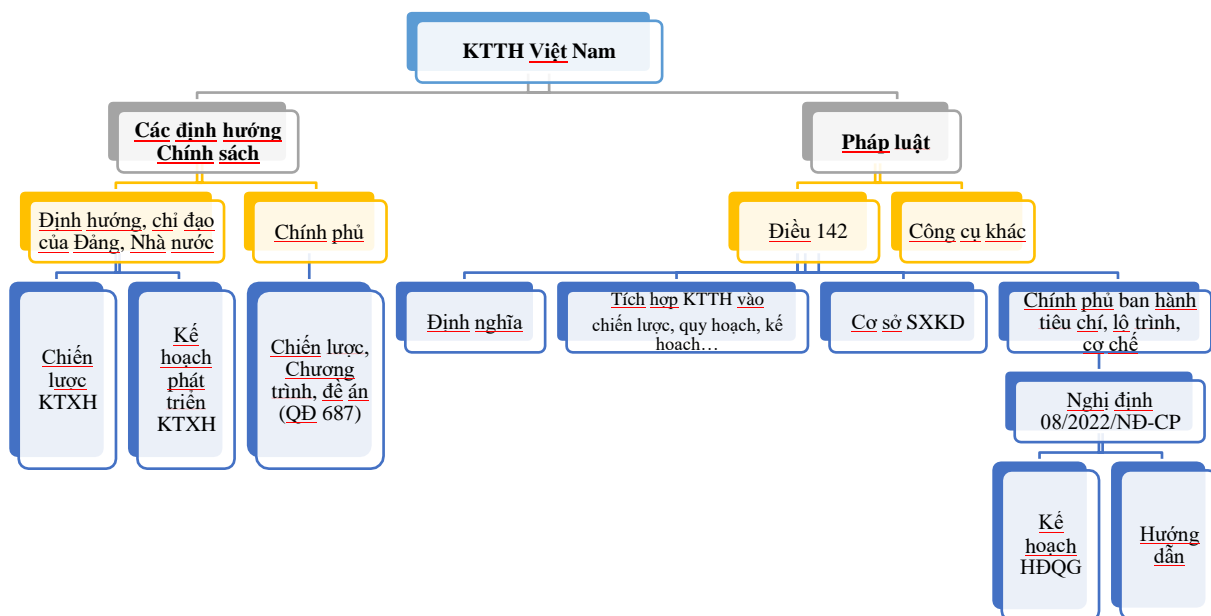 KTTH Việt Nam
Các định hướng
Chính sách
Pháp luật
Định hướng, chỉ đạo
của Đảng, Nhà nước
Chính phủ
Điều 142
Công cụ khác
Chiến
lược
KTXH
Kế
hoạch
phát
triển
KTXH
Chiến lược,
Chương
trình, đề án
(QĐ 687)
Định nghĩa
Tích hợp KTTH vào
chiến lược, quy hoạch, kế
hoạch…
Cơ sở SXKD
Chính phủ ban hành
tiêu chí, lộ trình,
cơ chế
Nghị định
08/2022/NĐ-CP
Kế
hoạch
HĐQG
Hướng
dẫn